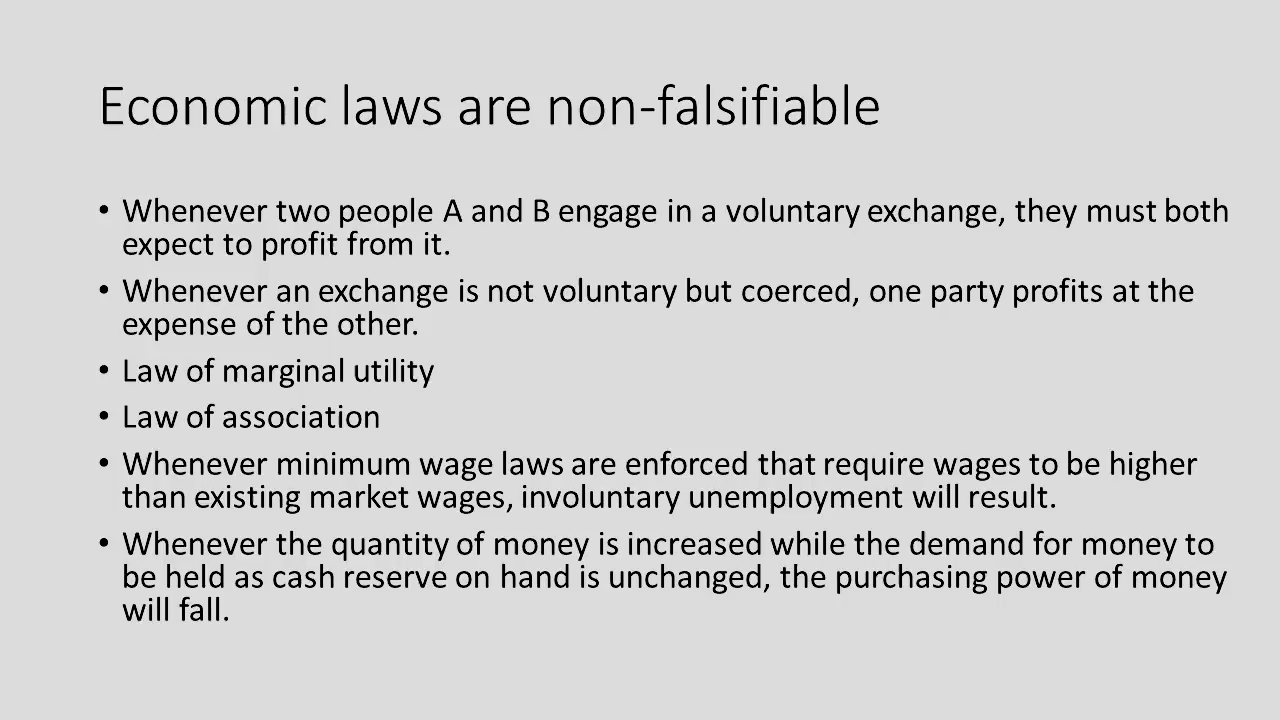 Economic laws are non-falsifiable
• Whenever two people A and B engage in a voluntary exchange, they must both
expect to profit from it.
• Whenever an exchange is not voluntary but coerced, one party profits at the
expense of the other.
• Law of marginal utility
• Law of association
• Whenever minimum wage laws are enforced that require wages to be higher
than existing market wages, involuntary unemployment will result.
• Whenever the quantity of money is increased while the demand for money to
be held as cash reserve on hand is unchanged, the purchasing power of money
will fall.